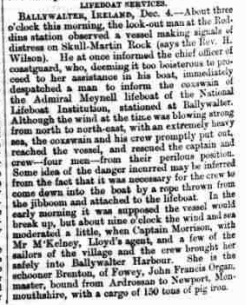 LIFEBOAT SERVICES.
BALLYWALTER, IRELAND, Dec. 4.—About three
o'clock this morning, the look-out man at the Rod-
dins station observed a vessel making signals of
distress on Skull-Martin Rock (says the Rev. H.
Wilson). He at once informed the chief officer of
coastguard, who, deeming it too boisterous to pro-
ceed to her assistance in his boat, immediately
despatched a man to inform the coxswain of
the Admiral Meynell lifeboat of the National
Lifeboat Institution, stationed at Ballywalter.
Although the wind at the time was blowing strong
from north to north-east, with an extremely heavy
sea, the coxswain and his crew promptly put out,
reached the vessel, and rescued the captain and
crew—four men—from their perilous position.
Some idea of the danger incurred may be inferred
from the fact that it was necessary for the crew to
come down into the boat by a rope thrown from
the jibboom and attached to the lifeboat. In the
early morning it was supposed the vessel would
break up, but about nine o'clock the wind and sea
moderated a little, when Captain Morrison, with
Mr M'Kelney, Lloyd's agent, and a few of the
sailors of the village and the crew brought her
safely into Ballywalter Harbour. She is the
schooner Brenton, of Fowey, John Francis Organ,
master, bound from Ardrossan to Newport, Mon-
mouthshire, with a cargo of 150 tons of pig iron.